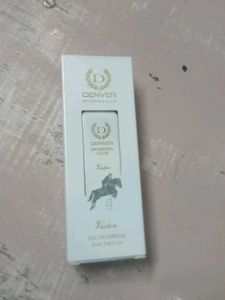 D
DENVER
SPORTING CLUB
D
DENVER
SPORTING
CLUB
Victor
Victor
EAU DE PARFUM